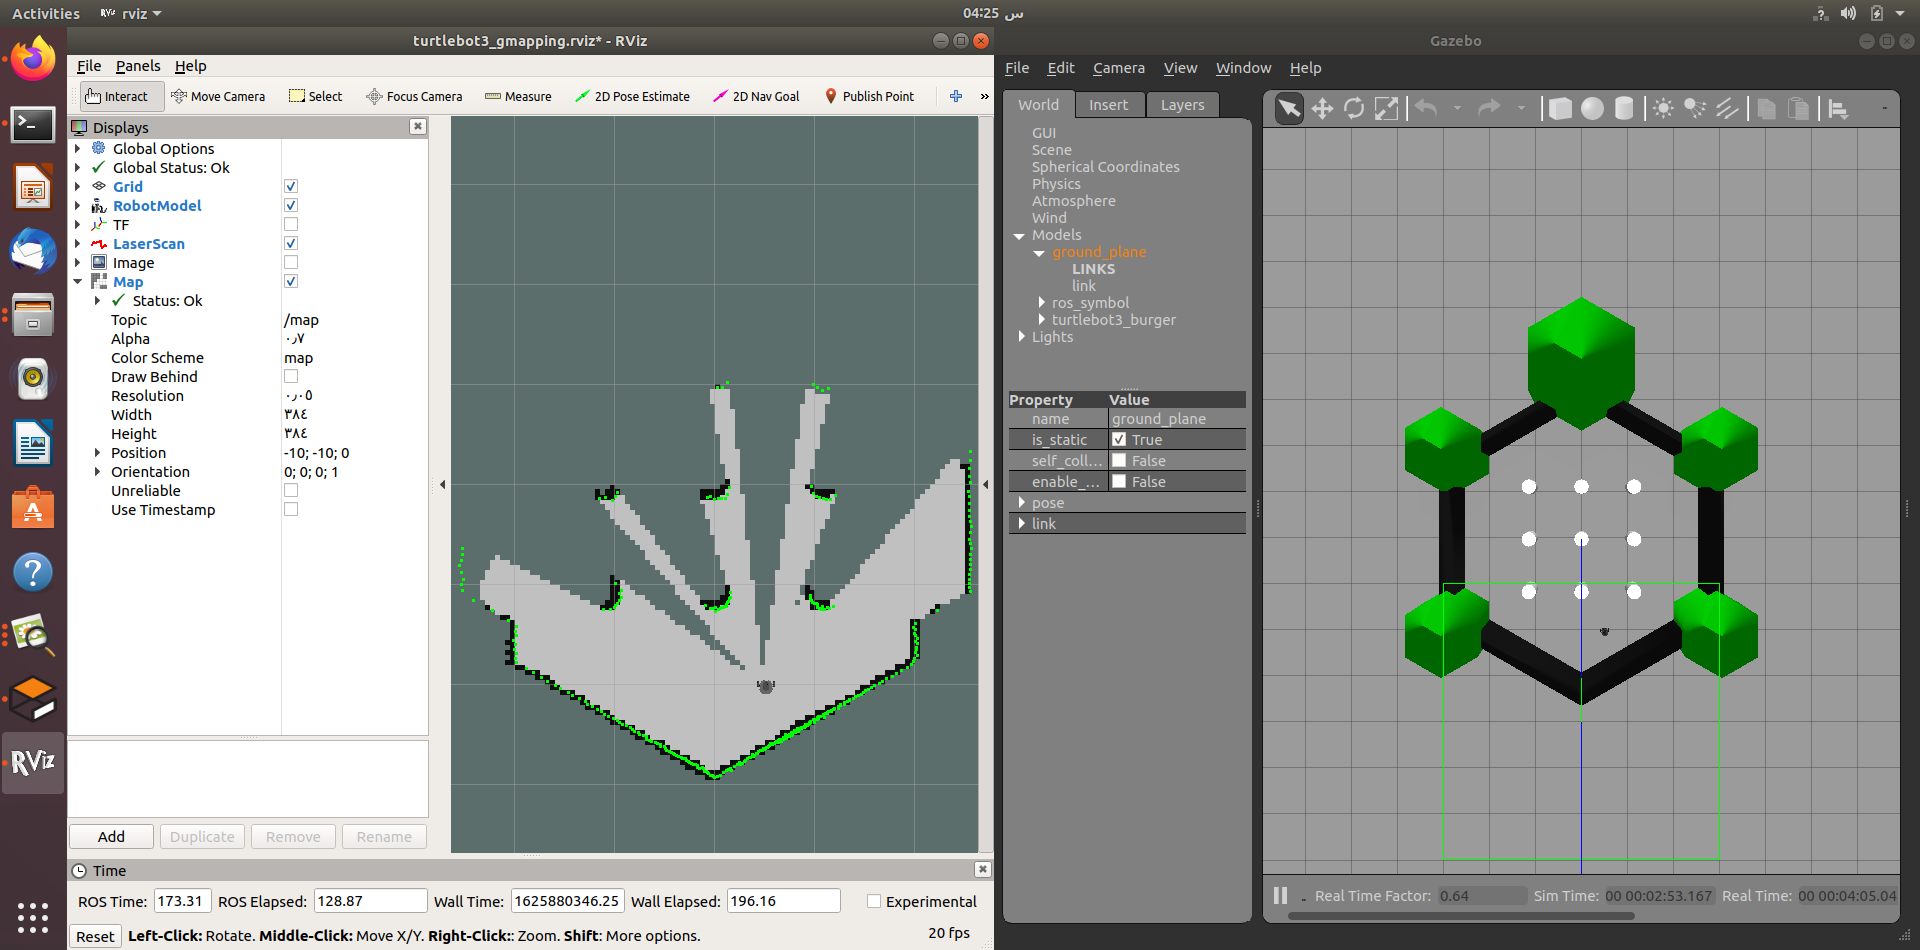 Activities
rviz
04:25 س
turtlebot3_gmapping.rviz* - RViz
File Panels Help
Interact Move Camera Select Focus Camera Measure 2D Pose Estimate 2D Nav Goal Publish Point »
Displays
Global Options
Global Status: Ok
Grid
RobotModel
TF
LaserScan
Image
Map
Status: Ok
Topic /map
Alpha ٠٫٧
Color Scheme map
Draw Behind
Resolution ٠٫٠٥
Width ٣٨٤
Height ٣٨٤
Position -10; -10; 0
Orientation 0; 0; 0; 1
Unreliable
Use Timestamp
Add Duplicate Remove Rename
Time
ROS Time: 173.31 ROS Elapsed: 128.87 Wall Time: 1625880346.25 Wall Elapsed: 196.16 Experimental
Reset Left-Click: Rotate. Middle-Click: Move X/Y. Right-Click:: Zoom. Shift: More options. 20 fps
RViz
Gazebo
File Edit Camera View Window Help
World Insert Layers
GUI
Scene
Spherical Coordinates
Physics
Atmosphere
Wind
Models
ground_plane
LINKS
link
ros_symbol
turtlebot3_burger
Lights
Property Value
name ground_plane
is_static True
self_coll... False
enable_... False
pose
link
Real Time Factor: 0.64 Sim Time: 00 00:02:53.167 Real Time: 00 00:04:05.04